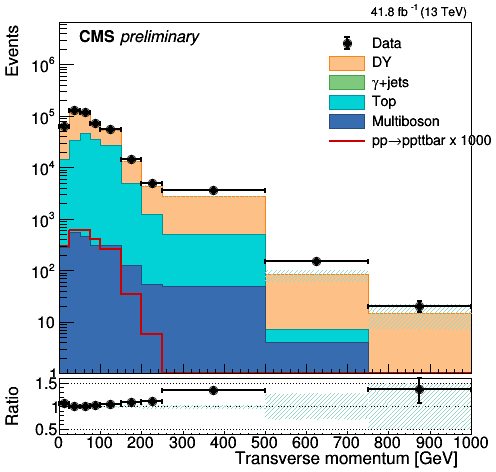 41.8 fb⁻¹ (13 TeV)
CMS preliminary
Events
Data
DY
γ+jets
Top
Multiboson
pp→ppttbar x 1000
10⁶
10⁵
10⁴
10³
10²
10
1
Ratio
1.5
1
0.5
0 100 200 300 400 500 600 700 800 900 1000
Transverse momentum [GeV]